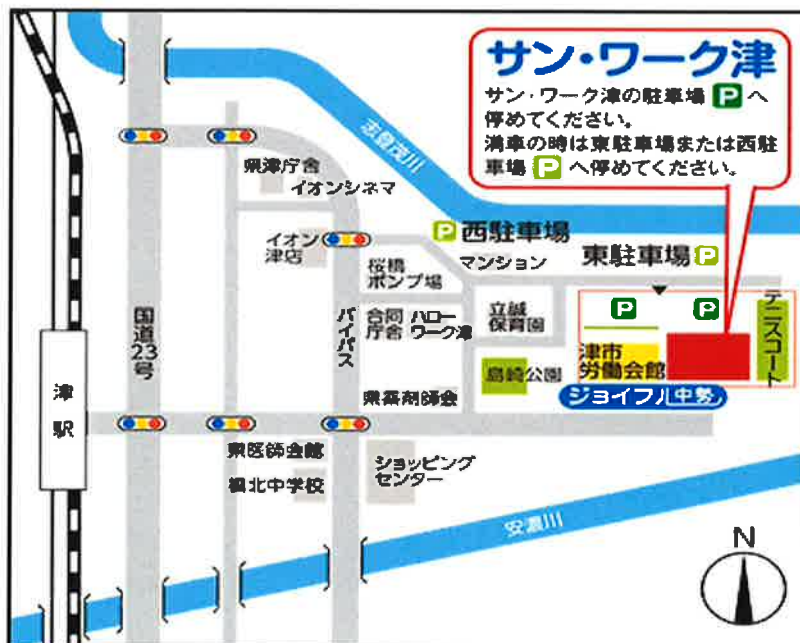 サン・ワーク津
サン・ワーク津の駐車場 P へ
停めてください。
満車の時は東駐車場または西駐
車場 P へ停めてください。
志登茂川
県津庁舎
イオンシネマ
イオン
津店
P 西駐車場
マンション
東駐車場 P
桜橋
ポンプ場
国道23号
バイパス
合同
庁舎
ハロー
ワーク津
立誠
保育園
P
P
テニスコート
津市
労働会館
島崎公園
ジョイフル中勢
津駅
県薬剤師会
県医師会館
橋北中学校
ショッピング
センター
安濃川
N